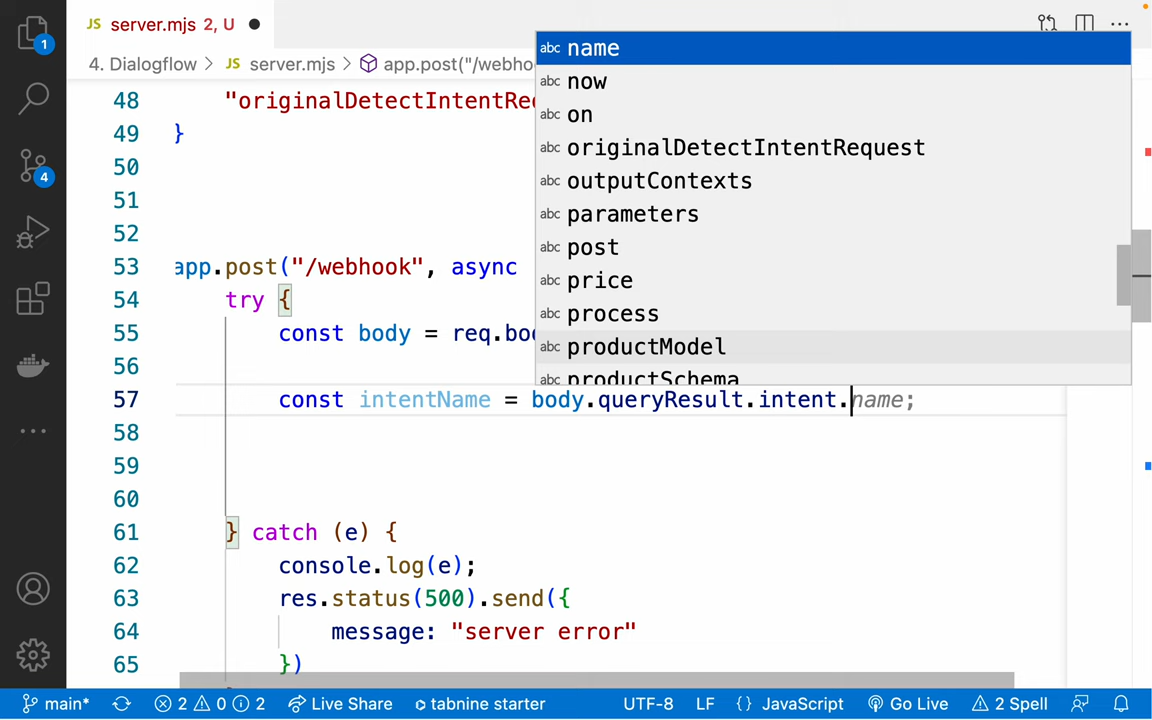 JS server.mjs 2, U
4. Dialogflow > JS server.mjs > app.post("/webho
48 "originalDetectIntentReq
49 }
50
51
52
53 app.post("/webhook", async
54 try {
55 const body = req.bod
56
57 const intentName = body.queryResult.intent.name;
58
59
60
61 } catch (e) {
62 console.log(e);
63 res.status(500).send({
64 message: "server error"
65 })
abc name
abc now
abc on
abc originalDetectIntentRequest
abc outputContexts
abc parameters
abc post
abc price
abc process
abc productModel
abc productSchema
1
4
main* 2 0 2 Live Share tabnine starter UTF-8 LF {} JavaScript Go Live 2 Spell